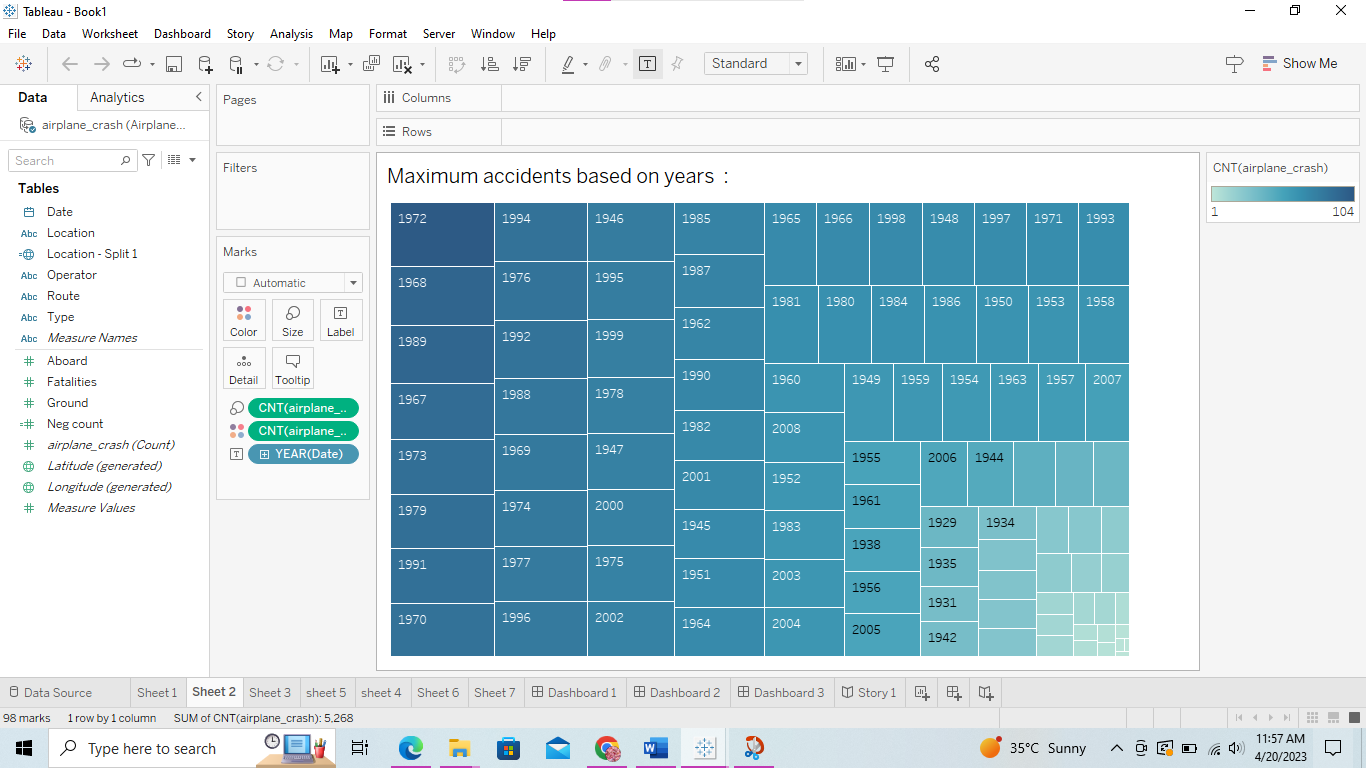 Tableau - Book1
File Data Worksheet Dashboard Story Analysis Map Format Server Window Help
Standard
Show Me
Data Analytics
airplane_crash (Airplane...
Search
Tables
Date
Abc Location
Location - Split 1
Abc Operator
Abc Route
Abc Type
Abc Measure Names
Aboard
Fatalities
Ground
Neg count
airplane_crash (Count)
Latitude (generated)
Longitude (generated)
Measure Values
Pages
Filters
Marks
Automatic
Color Size Label
Detail Tooltip
CNT(airplane_..
CNT(airplane_..
YEAR(Date)
Columns
Rows
Maximum accidents based on years :
1972
1968
1989
1967
1973
1979
1991
1970
1994
1976
1992
1988
1969
1974
1977
1996
1946
1995
1999
1978
1947
2000
1975
2002
1985
1987
1962
1990
1982
2001
1945
1951
1964
1965 1966 1998 1948 1997 1971 1993
1981 1980 1984 1986 1950 1953 1958
1960
2008
1952
1983
2003
2004
1949 1959 1954 1963 1957 2007
1955
1961
1938
1956
2005
2006 1944
1929 1934
1935
1931
1942
CNT(airplane_crash)
1 104
Data Source Sheet 1 Sheet 2 Sheet 3 sheet 5 sheet 4 Sheet 6 Sheet 7 Dashboard 1 Dashboard 2 Dashboard 3 Story 1
98 marks 1 row by 1 column SUM of CNT(airplane_crash): 5,268
Type here to search
35°C Sunny
11:57 AM
4/20/2023